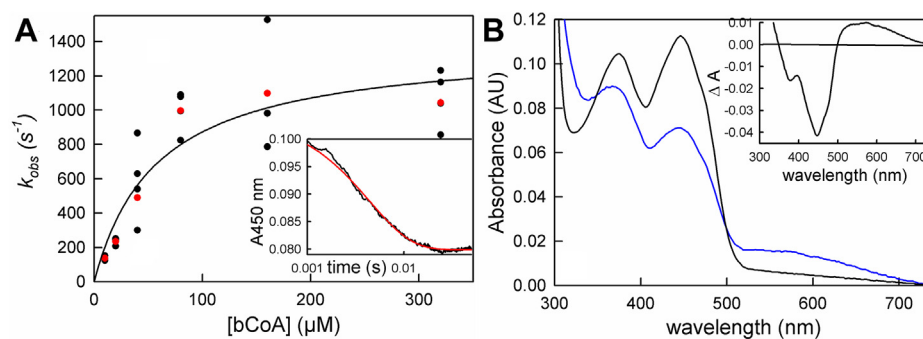 A
1400
1200
1000
800
600
400
200
0
k_obs (s⁻¹)
0 100 200 300
[bCoA] (µM)
0.100
0.095
0.090
0.085
0.080
A450 nm
0.001 time (s) 0.01
B
0.12
0.10
0.08
0.06
0.04
0.02
0.00
Absorbance (AU)
300 400 500 600 700
wavelength (nm)
0.01
0.00
-0.01
-0.02
-0.03
-0.04
Δ A
300 400 500 600 700
wavelength (nm)